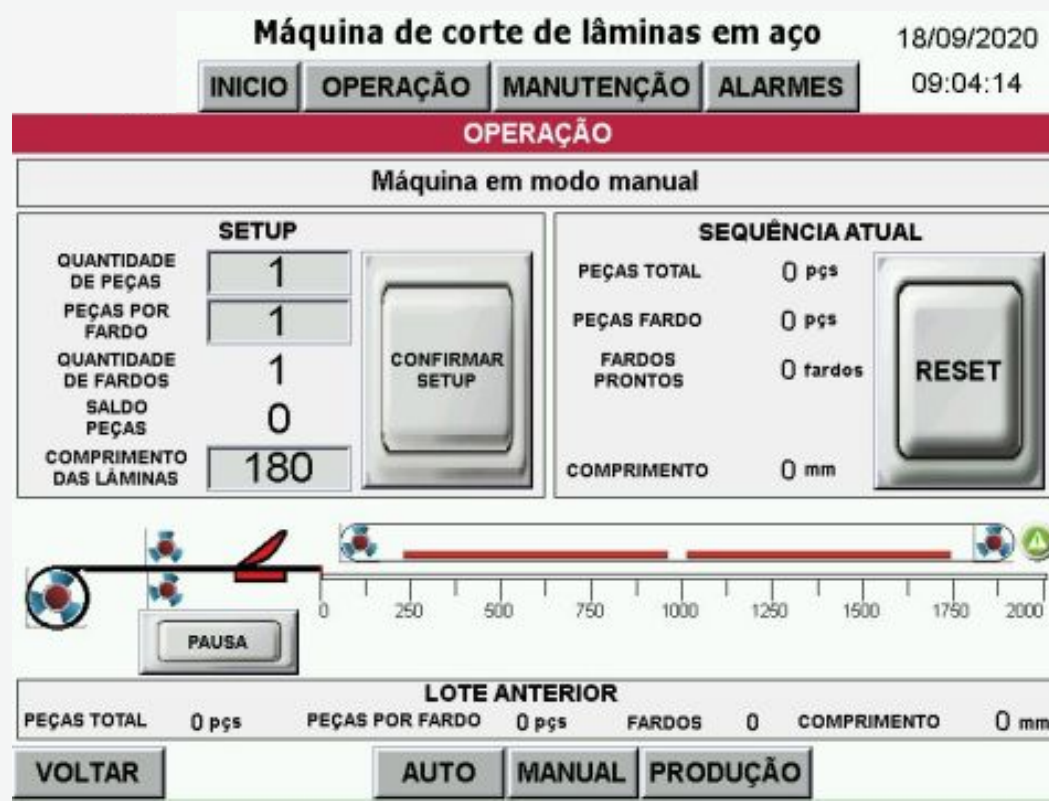 Máquina de corte de lâminas em aço
18/09/2020
INICIO OPERAÇÃO MANUTENÇÃO ALARMES
09:04:14
OPERAÇÃO
Máquina em modo manual
SETUP
QUANTIDADE
DE PEÇAS
1
PEÇAS POR
FARDO
1
QUANTIDADE
DE FARDOS
1
SALDO
PEÇAS
0
COMPRIMENTO
DAS LÂMINAS
180
CONFIRMAR
SETUP
SEQUÊNCIA ATUAL
PEÇAS TOTAL 0 pçs
PEÇAS FARDO 0 pçs
FARDOS
PRONTOS
0 fardos
COMPRIMENTO 0 mm
RESET
0 250 500 750 1000 1250 1500 1750 2000
PAUSA
LOTE ANTERIOR
PEÇAS TOTAL 0 pçs PEÇAS POR FARDO 0 pçs FARDOS 0 COMPRIMENTO 0 mm
VOLTAR AUTO MANUAL PRODUÇÃO